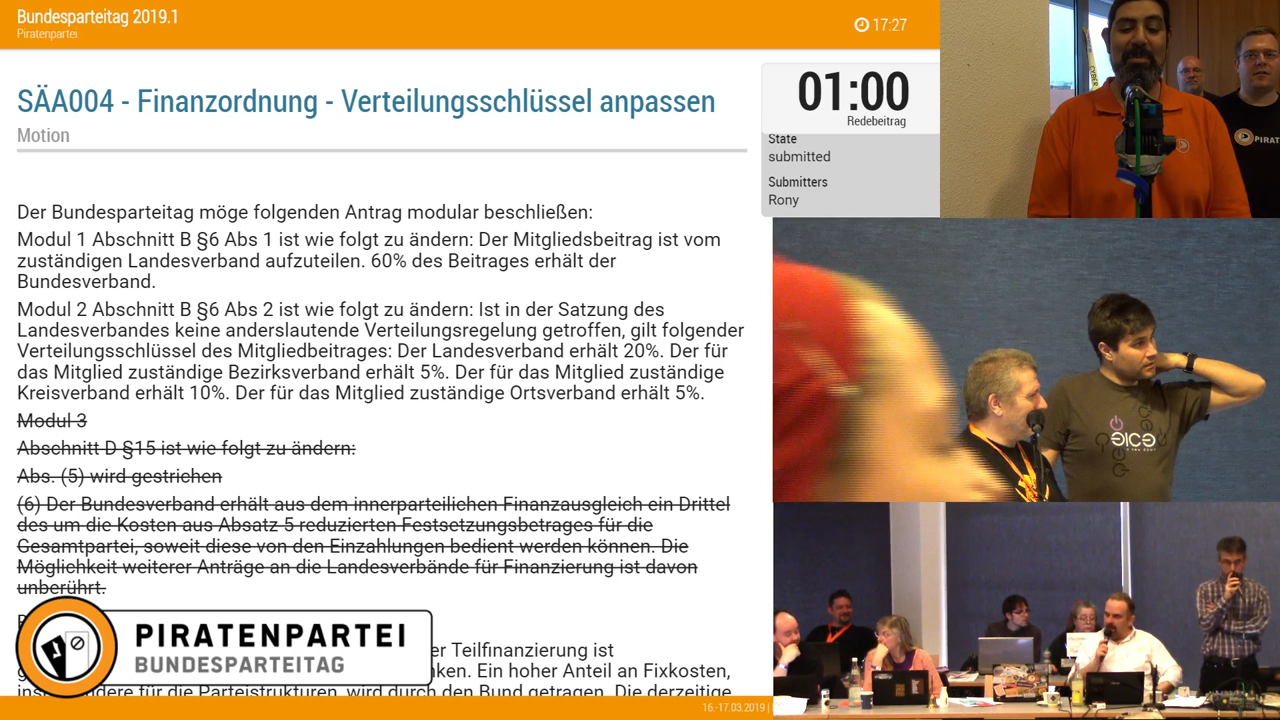 Bundesparteitag 2019.1
Piratenpartei
17:27
SÄA004 - Finanzordnung - Verteilungsschlüssel anpassen
Motion
01:00
Redebeitrag
State
submitted
Submitters
Rony
Der Bundesparteitag möge folgenden Antrag modular beschließen:
Modul 1 Abschnitt B §6 Abs 1 ist wie folgt zu ändern: Der Mitgliedsbeitrag ist vom
zuständigen Landesverband aufzuteilen. 60% des Beitrages erhält der
Bundesverband.
Modul 2 Abschnitt B §6 Abs 2 ist wie folgt zu ändern: Ist in der Satzung des
Landesverbandes keine anderslautende Verteilungsregelung getroffen, gilt folgender
Verteilungsschlüssel des Mitgliedbeitrages: Der Landesverband erhält 20%. Der für
das Mitglied zuständige Bezirksverband erhält 5%. Der für das Mitglied zuständige
Kreisverband erhält 10%. Der für das Mitglied zuständige Ortsverband erhält 5%.
Modul 3
Abschnitt D §15 ist wie folgt zu ändern:
Abs. (5) wird gestrichen
(6) Der Bundesverband erhält aus dem innerparteilichen Finanzausgleich ein Drittel
des um die Kosten aus Absatz 5 reduzierten Festsetzungsbetrages für die
Gesamtpartei, soweit diese von den Einzahlungen bedient werden können. Die
Möglichkeit weiterer Anträge an die Landesverbände für Finanzierung ist davon
unberührt.
er Teilfinanzierung ist
ken. Ein hoher Anteil an Fixkosten,
für die Parteistrukturen, wird durch den Bund getragen. Die derzeitige
PIRATENPARTEI
BUNDESPARTEITAG
16 -17.03.2019 |
CYBER
PIRAT